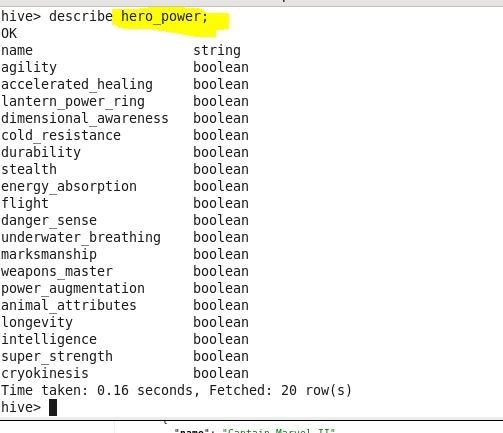 hive> describe hero_power;
OK
name string
agility boolean
accelerated_healing boolean
lantern_power_ring boolean
dimensional_awareness boolean
cold_resistance boolean
durability boolean
stealth boolean
energy_absorption boolean
flight boolean
danger_sense boolean
underwater_breathing boolean
marksmanship boolean
weapons_master boolean
power_augmentation boolean
animal_attributes boolean
longevity boolean
intelligence boolean
super_strength boolean
cryokinesis boolean
Time taken: 0.16 seconds, Fetched: 20 row(s)
hive>
"name": "Captain Marvel II"